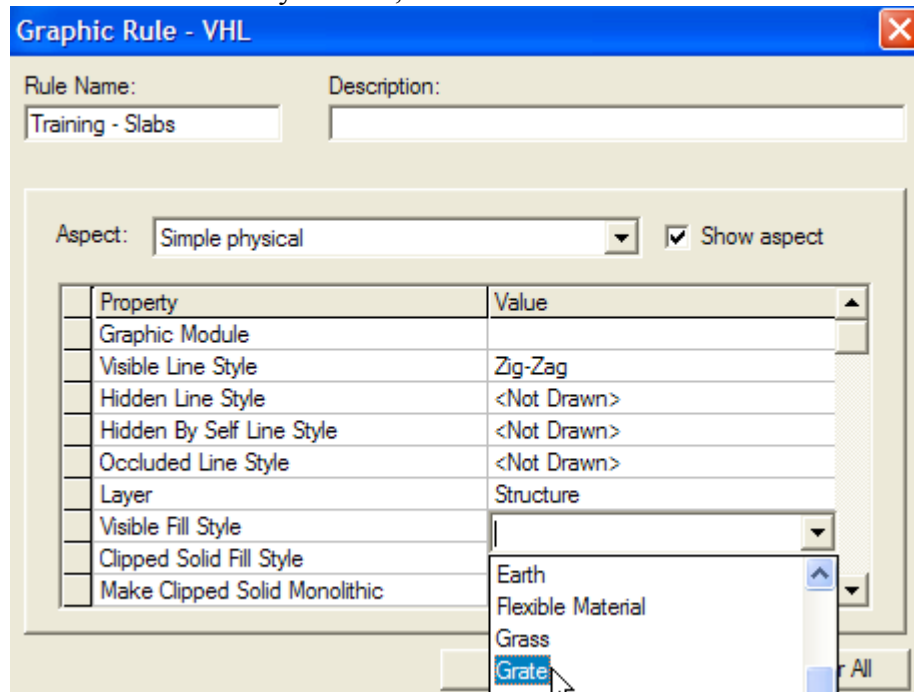 Graphic Rule - VHL
Rule Name: Description:
Training - Slabs
Aspect: Simple physical Show aspect
Property Value
Graphic Module
Visible Line Style Zig-Zag
Hidden Line Style <Not Drawn>
Hidden By Self Line Style <Not Drawn>
Occluded Line Style <Not Drawn>
Layer Structure
Visible Fill Style
Clipped Solid Fill Style Earth
Make Clipped Solid Monolithic Flexible Material
Grass
Grate r All